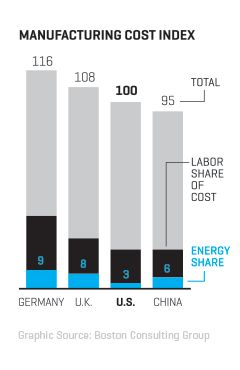 MANUFACTURING COST INDEX
116
108
100
95
TOTAL
LABOR
SHARE
OF
COST
ENERGY
SHARE
9
8
3
6
GERMANY
U.K.
U.S.
CHINA
Graphic Source: Boston Consulting Group